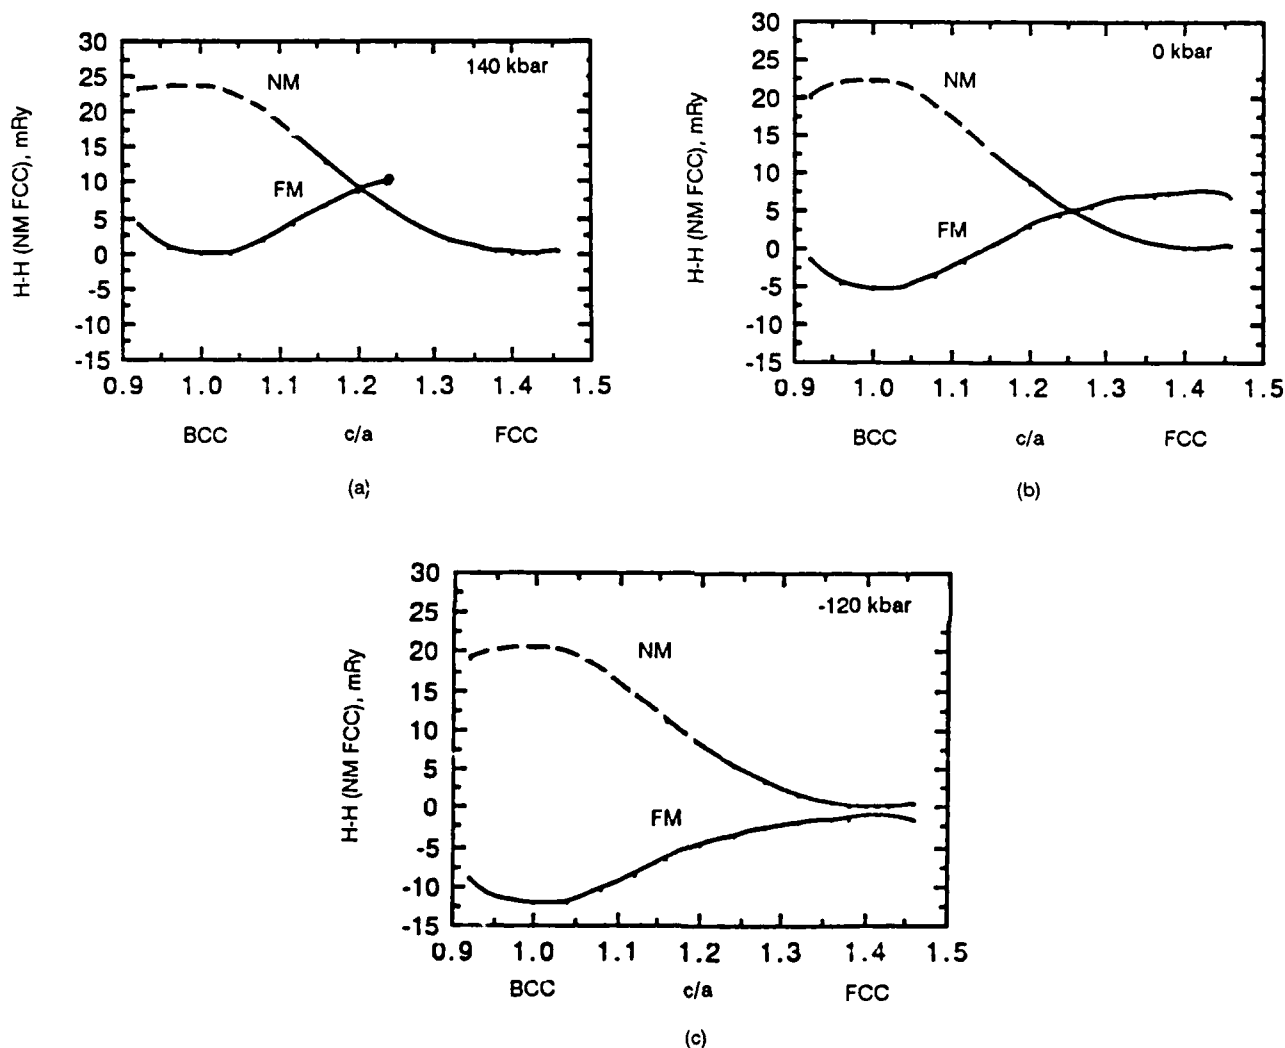 140 kbar
H-H (NM FCC), mRy
30
25
20
15
10
5
0
-5
-10
-15
NM
FM
0.9 1.0 1.1 1.2 1.3 1.4 1.5
BCC c/a FCC
(a)
0 kbar
H-H (NM FCC), mRy
30
25
20
15
10
5
0
-5
-10
-15
NM
FM
0.9 1.0 1.1 1.2 1.3 1.4 1.5
BCC c/a FCC
(b)
-120 kbar
H-H (NM FCC), mRy
30
25
20
15
10
5
0
-5
-10
-15
NM
FM
0.9 1.0 1.1 1.2 1.3 1.4 1.5
BCC c/a FCC
(c)